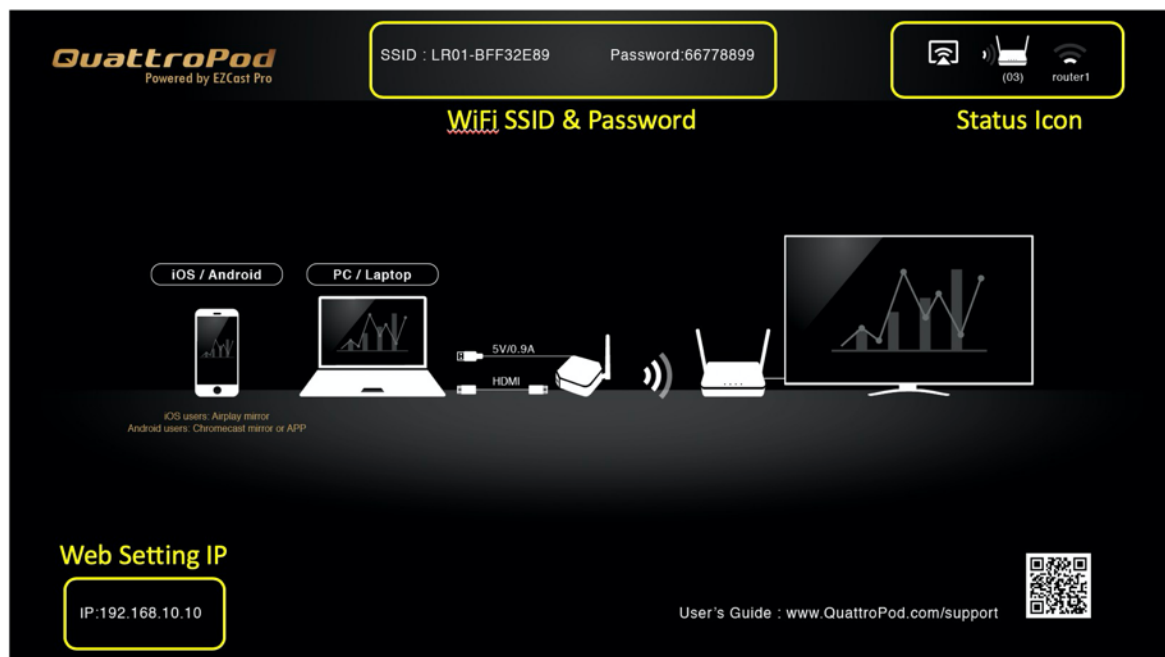 QuattroPod
Powered by EZCast Pro
SSID : LR01-BFF32E89 Password:66778899
(03) router1
WiFi SSID & Password
Status Icon
iOS / Android
PC / Laptop
5V/0.9A
HDMI
iOS users: Airplay mirror
Android users: Chromecast mirror or APP
Web Setting IP
IP:192.168.10.10
User's Guide : www.QuattroPod.com/support